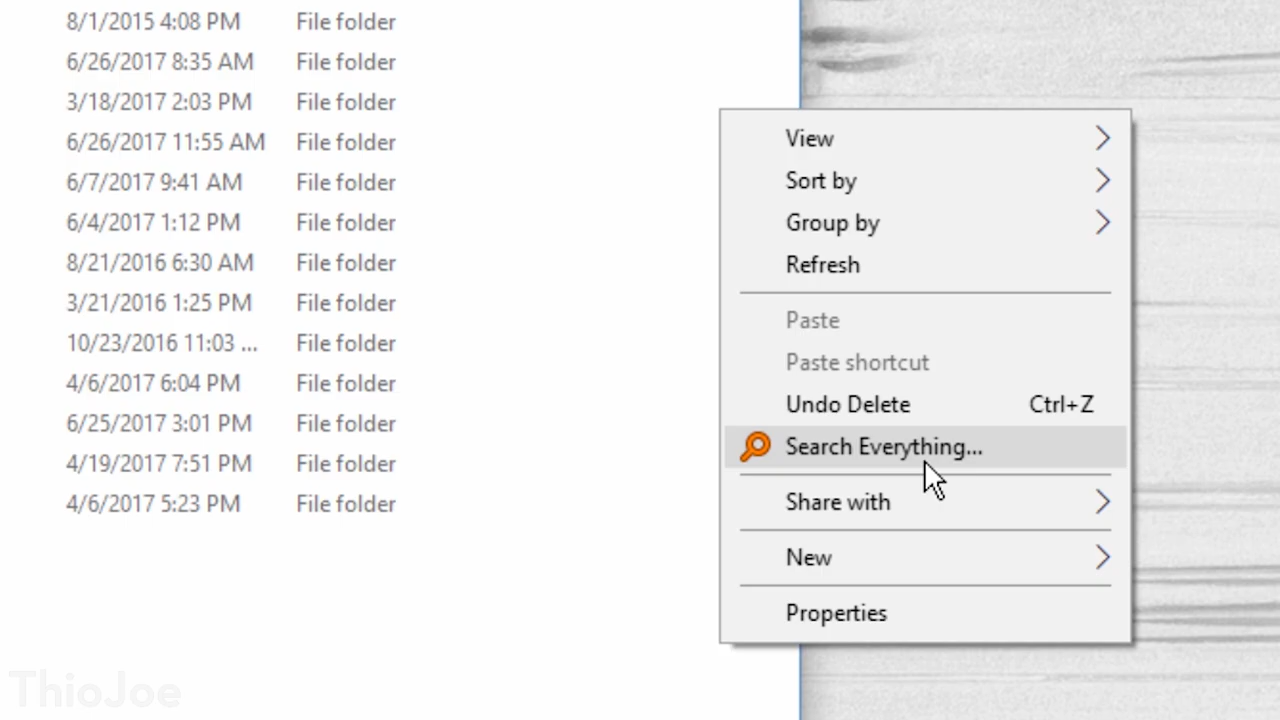 8/1/2015 4:08 PM File folder
6/26/2017 8:35 AM File folder
3/18/2017 2:03 PM File folder
6/26/2017 11:55 AM File folder
6/7/2017 9:41 AM File folder
6/4/2017 1:12 PM File folder
8/21/2016 6:30 AM File folder
3/21/2016 1:25 PM File folder
10/23/2016 11:03 ... File folder
4/6/2017 6:04 PM File folder
6/25/2017 3:01 PM File folder
4/19/2017 7:51 PM File folder
4/6/2017 5:23 PM File folder
View
Sort by
Group by
Refresh
Paste
Paste shortcut
Undo Delete Ctrl+Z
Search Everything...
Share with
New
Properties
ThioJoe